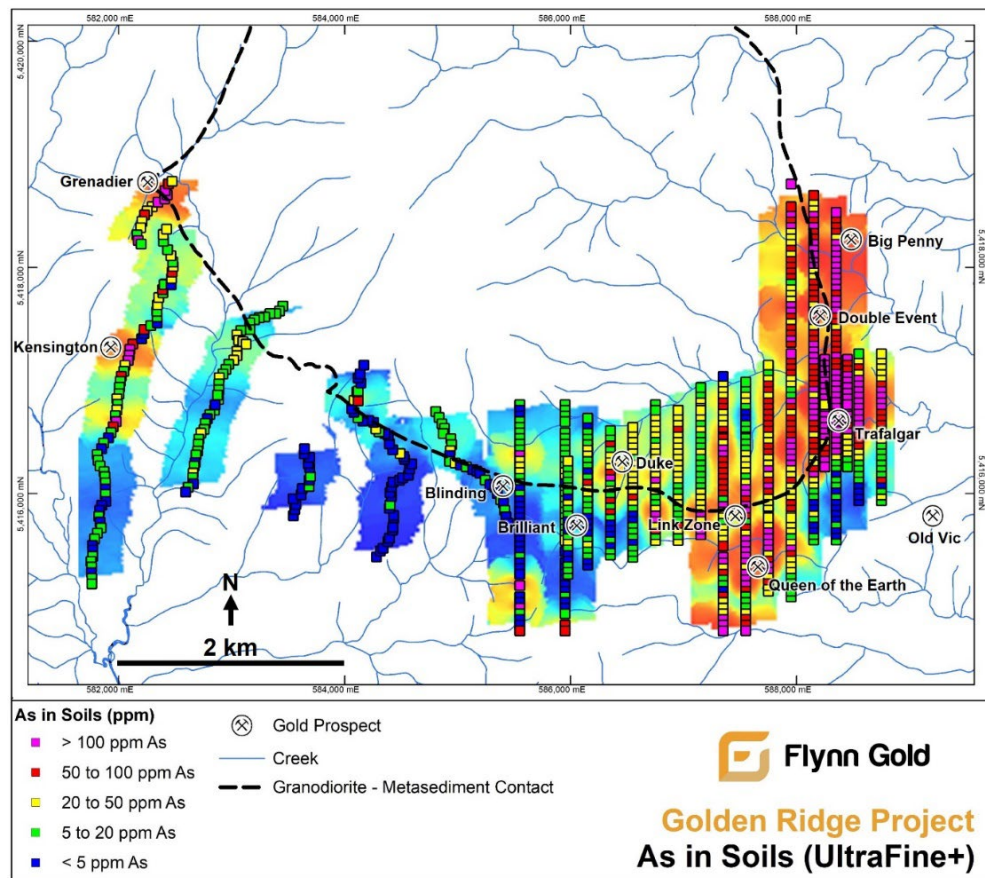 582,000 mE
584,000 mE
586,000 mE
588,000 mE
5,420,000 mN
5,420,000 mN
Grenadier
Big Penny
5,418,000 mN
5,418,000 mN
Double Event
Kensington
Trafalgar
Duke
5,416,000 mN
5,416,000 mN
Blinding
Brilliant
Link Zone
Old Vic
Queen of the Earth
N
2 km
582,000 mE
584,000 mE
586,000 mE
588,000 mE
As in Soils (ppm)
> 100 ppm As
50 to 100 ppm As
20 to 50 ppm As
5 to 20 ppm As
< 5 ppm As
Gold Prospect
Creek
Granodiorite - Metasediment Contact
Flynn Gold
Golden Ridge Project
As in Soils (UltraFine+)